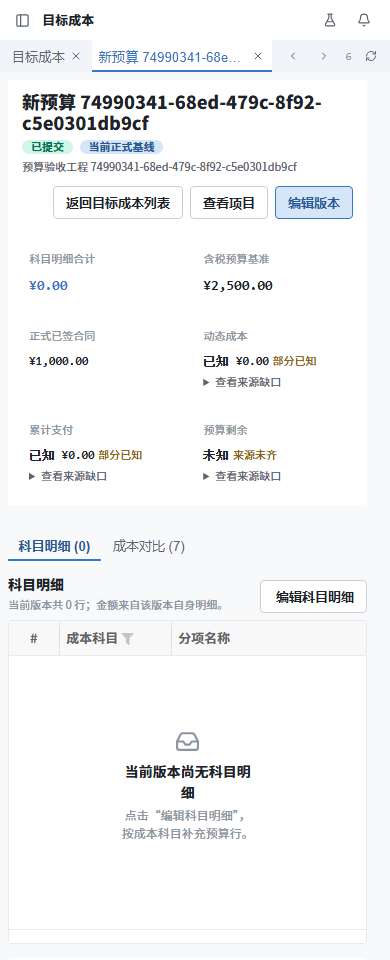 目标成本
目标成本
新预算 74990341-68e...
6
新预算 74990341-68ed-479c-8f92-
c5e0301db9cf
已提交 当前正式基线
预算验收工程 74990341-68ed-479c-8f92-c5e0301db9cf
返回目标成本列表 查看项目 编辑版本
科目明细合计 含税预算基准
¥0.00 ¥2,500.00
正式已签合同 动态成本
¥1,000.00 已知 ¥0.00 部分已知
查看来源缺口
累计支付 预算剩余
已知 ¥0.00 部分已知 未知 来源未齐
查看来源缺口 查看来源缺口
科目明细 (0) 成本对比 (7)
科目明细
当前版本共 0 行；金额来自该版本自身明细。
编辑科目明细
# 成本科目 分项名称
当前版本尚无科目明
细
点击“编辑科目明细”，
按成本科目补充预算行。